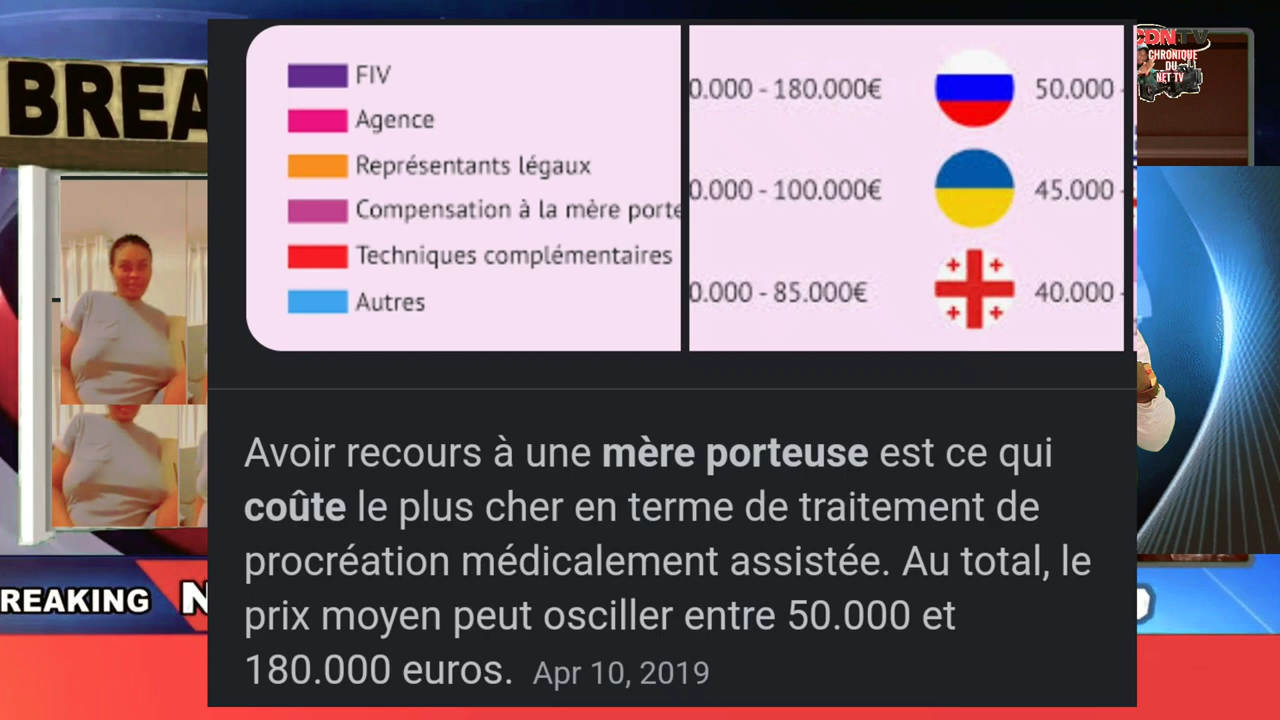 BREA
FIV
Agence
Représentants légaux
Compensation à la mère porte
Techniques complémentaires
Autres
0.000 - 180.000€
50.000 -
0.000 - 100.000€
45.000 -
0.000 - 85.000€
40.000 -
CDNTV
CHRONIQUE
DU
NET TV
Avoir recours à une mère porteuse est ce qui
coûte le plus cher en terme de traitement de
procréation médicalement assistée. Au total, le
prix moyen peut osciller entre 50.000 et
180.000 euros. Apr 10, 2019
REAKING N